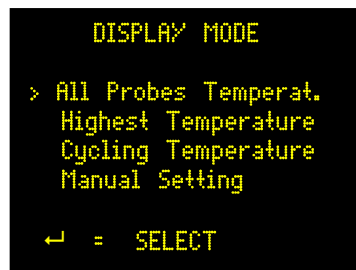 DISPLAY MODE
> All Probes Temperat.
Highest Temperature
Cycling Temperature
Manual Setting
↵ = SELECT